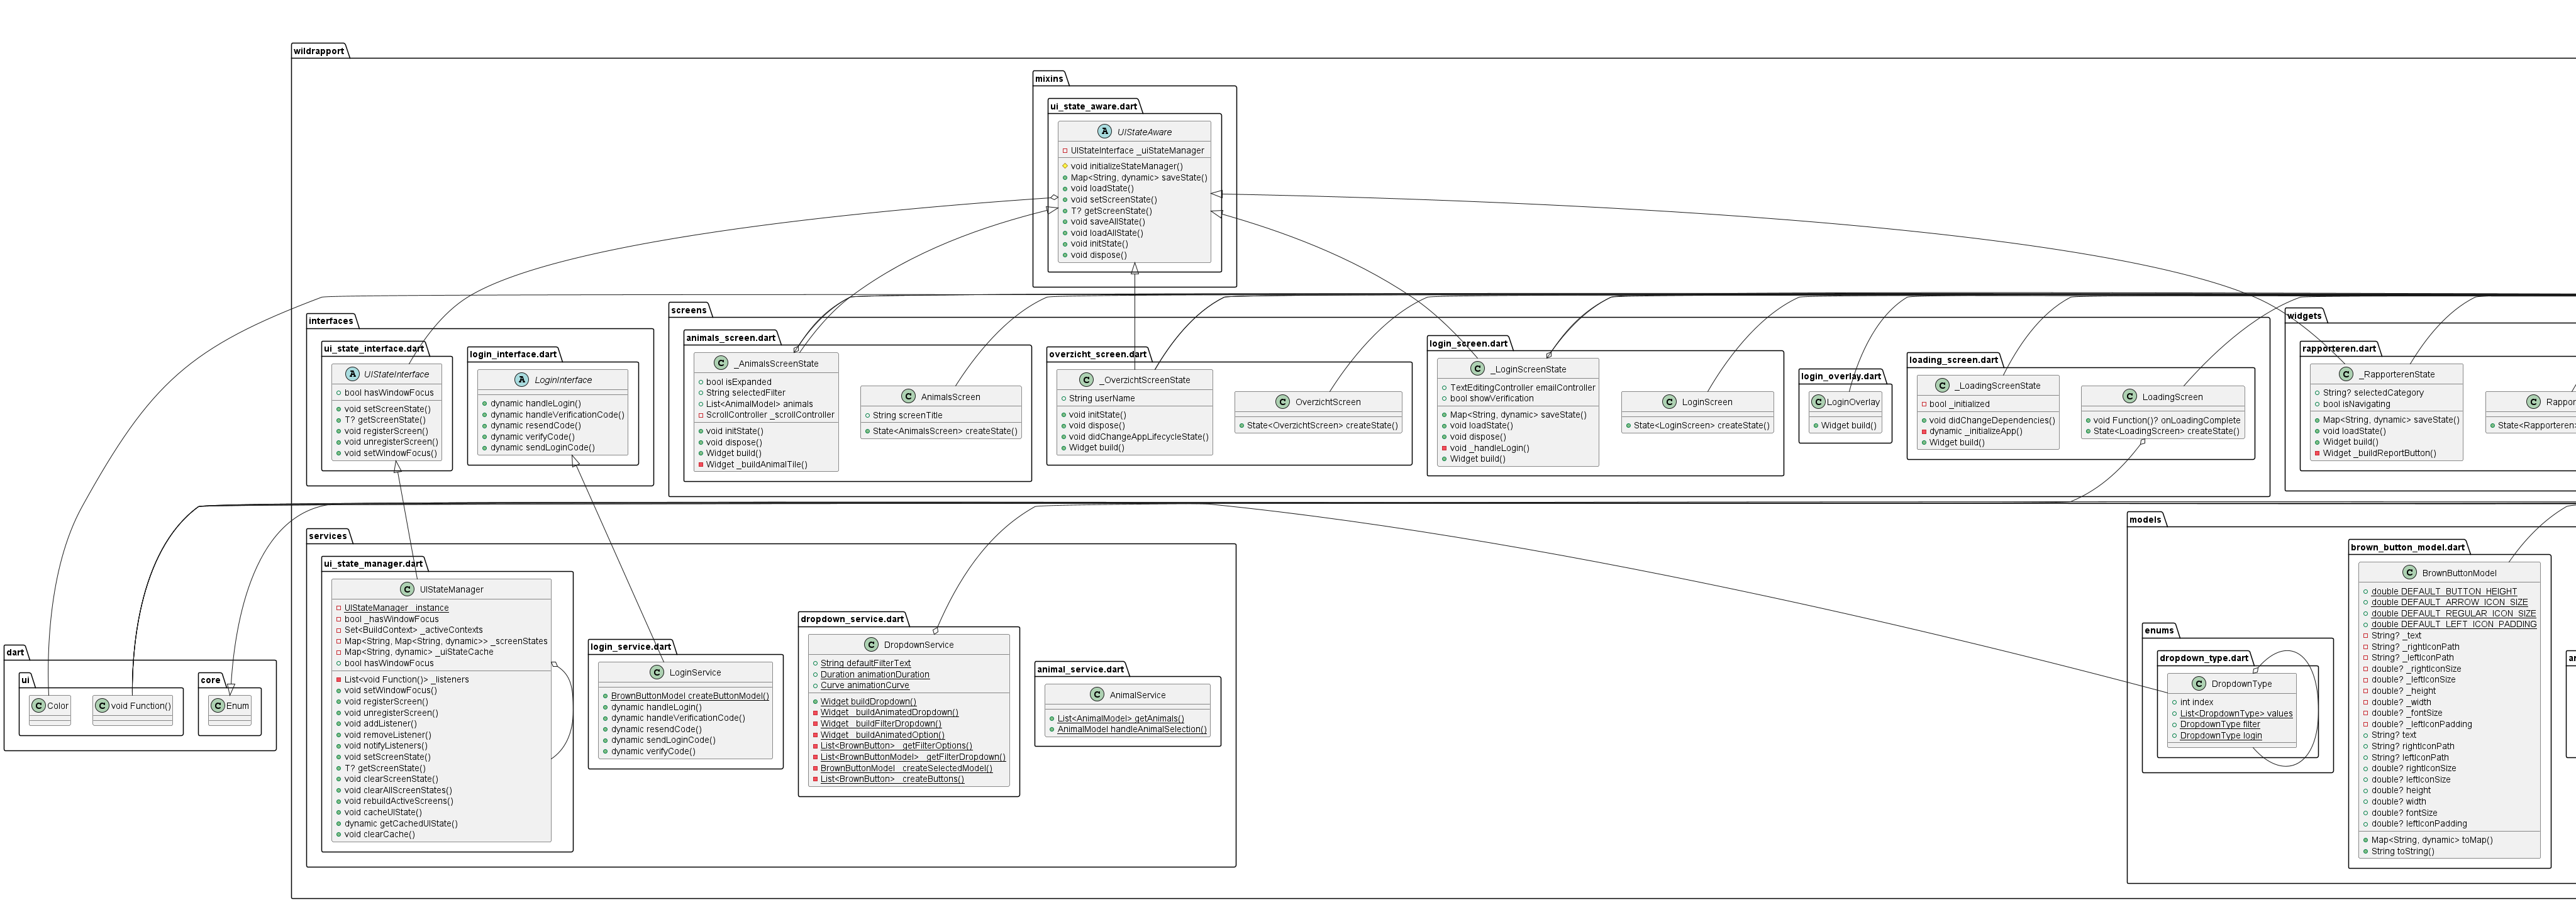 wildrapport
mixins
ui_state_aware.dart
A UIStateAware
UIStateInterface _uiStateManager
void initializeStateManager()
Map<String, dynamic> saveState()
void loadState()
void setScreenState()
T? getScreenState()
void saveAllState()
void loadAllState()
void initState()
void dispose()
interfaces
ui_state_interface.dart
A UIStateInterface
bool hasWindowFocus
void setScreenState()
T? getScreenState()
void registerScreen()
void unregisterScreen()
void setWindowFocus()
login_interface.dart
A LoginInterface
dynamic handleLogin()
dynamic handleVerificationCode()
dynamic resendCode()
dynamic verifyCode()
dynamic sendLoginCode()
screens
animals_screen.dart
C _AnimalsScreenState
bool isExpanded
String selectedFilter
List<AnimalModel> animals
ScrollController _scrollController
void initState()
void dispose()
Widget build()
Widget _buildAnimalTile()
C AnimalsScreen
String screenTitle
State<AnimalsScreen> createState()
overzicht_screen.dart
C _OverzichtScreenState
String userName
void initState()
void dispose()
void didChangeAppLifecycleState()
Widget build()
C OverzichtScreen
State<OverzichtScreen> createState()
login_screen.dart
C _LoginScreenState
TextEditingController emailController
bool showVerification
Map<String, dynamic> saveState()
void loadState()
void dispose()
void _handleLogin()
Widget build()
C LoginScreen
State<LoginScreen> createState()
login_overlay.dart
C LoginOverlay
Widget build()
loading_screen.dart
C _LoadingScreenState
bool _initialized
void didChangeDependencies()
dynamic _initializeApp()
Widget build()
C LoadingScreen
void Function()? onLoadingComplete
State<LoadingScreen> createState()
widgets
rapporteren.dart
C _RapporterenState
String? selectedCategory
bool isNavigating
Map<String, dynamic> saveState()
void loadState()
Widget build()
Widget _buildReportButton()
C Rappor
State<Rapporteren>
services
ui_state_manager.dart
C UIStateManager
UIStateManager _instance
bool _hasWindowFocus
Set<BuildContext> _activeContexts
Map<String, Map<String, dynamic>> _screenStates
Map<String, dynamic> _uiStateCache
bool hasWindowFocus
List<void Function()> _listeners
void setWindowFocus()
void registerScreen()
void unregisterScreen()
void addListener()
void removeListener()
void notifyListeners()
void setScreenState()
T? getScreenState()
void clearScreenState()
void clearAllScreenStates()
void rebuildActiveScreens()
void cacheUIState()
dynamic getCachedUIState()
void clearCache()
login_service.dart
C LoginService
BrownButtonModel createButtonModel()
dynamic handleLogin()
dynamic handleVerificationCode()
dynamic resendCode()
dynamic sendLoginCode()
dynamic verifyCode()
dropdown_service.dart
C DropdownService
String defaultFilterText
Duration animationDuration
Curve animationCurve
Widget buildDropdown()
Widget _buildAnimatedDropdown()
Widget _buildFilterDropdown()
Widget _buildAnimatedOption()
List<BrownButton> _getFilterOptions()
List<BrownButtonModel> _getFilterDropdown()
BrownButtonModel _createSelectedModel()
List<BrownButton> _createButtons()
animal_service.dart
C AnimalService
List<AnimalModel> getAnimals()
AnimalModel handleAnimalSelection()
dart
ui
C Color
C void Function()
core
C Enum
models
enums
dropdown_type.dart
C DropdownType
int index
List<DropdownType> values
DropdownType filter
DropdownType login
brown_button_model.dart
C BrownButtonModel
double DEFAULT_BUTTON_HEIGHT
double DEFAULT_ARROW_ICON_SIZE
double DEFAULT_REGULAR_ICON_SIZE
double DEFAULT_LEFT_ICON_PADDING
String? _text
String? _rightIconPath
String? _leftIconPath
double? _rightIconSize
double? _leftIconSize
double? _height
double? _width
double? _fontSize
double? _leftIconPadding
String? text
String? rightIconPath
String? leftIconPath
double? rightIconSize
double? leftIconSize
double? height
double? width
double? fontSize
double? leftIconPadding
Map<String, dynamic> toMap()
String toString()